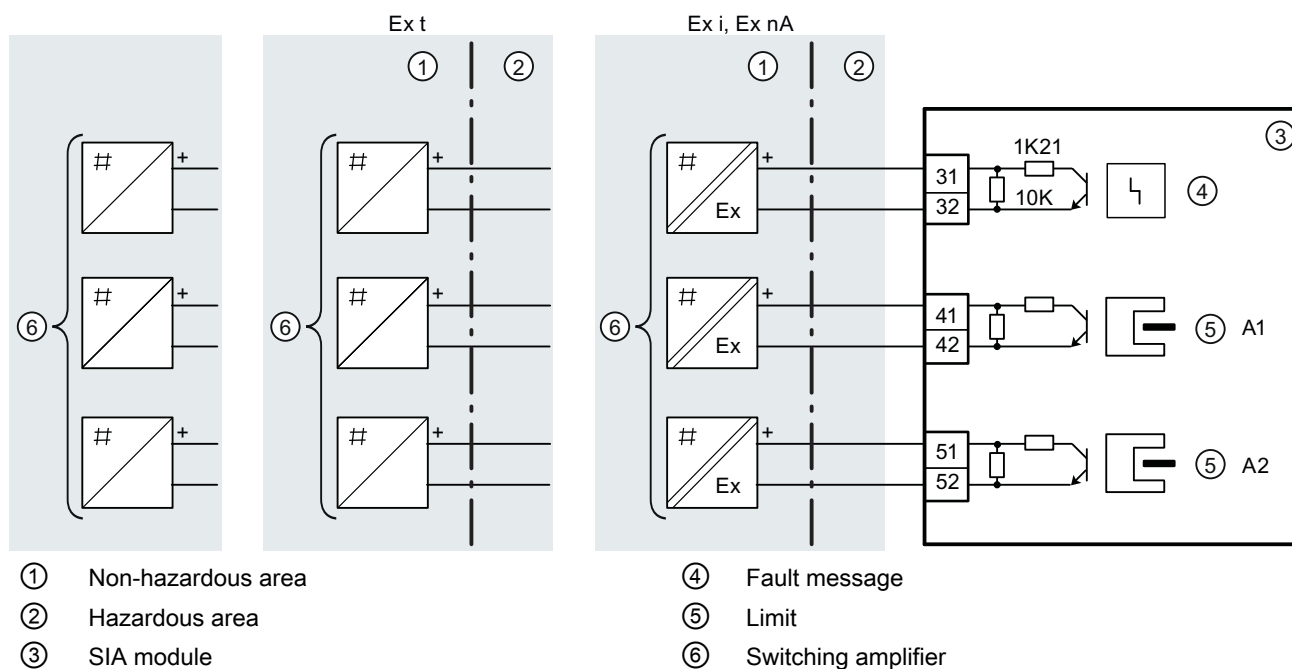 Ex t
Ex i, Ex nA
① ② ① ②
③
# +
# +
# Ex +
31
32
1K21
10K
④
⑥
# +
⑥
# +
⑥
# Ex +
41
42
⑤ A1
# +
# +
# Ex +
51
52
⑤ A2
① Non-hazardous area
② Hazardous area
③ SIA module
④ Fault message
⑤ Limit
⑥ Switching amplifier